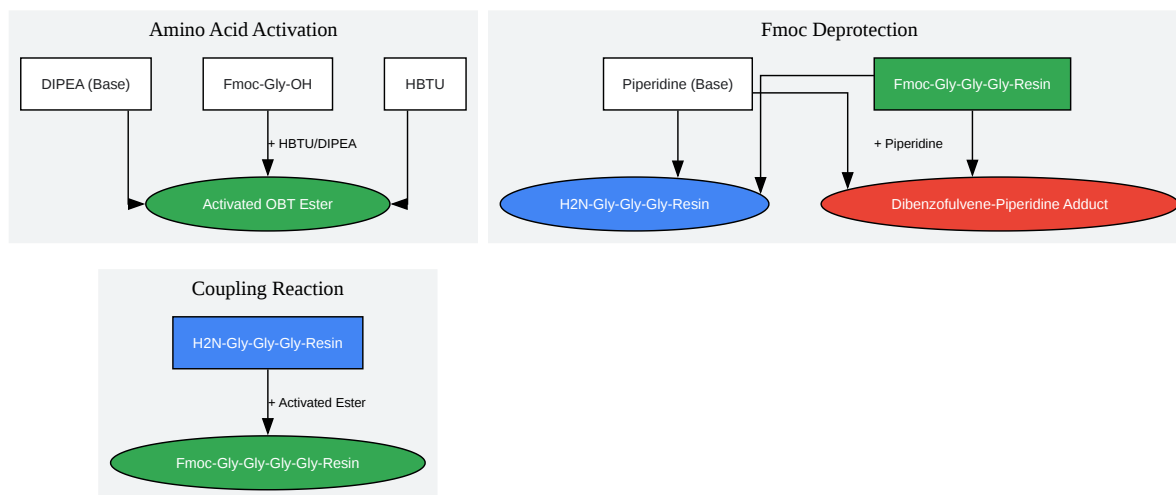 Amino Acid Activation
DIPEA (Base)
Fmoc-Gly-OH
HBTU
+ HBTU/DIPEA
Activated OBT Ester
Fmoc Deprotection
Piperidine (Base)
Fmoc-Gly-Gly-Gly-Resin
+ Piperidine
H2N-Gly-Gly-Gly-Resin
Dibenzofulvene-Piperidine Adduct
Coupling Reaction
H2N-Gly-Gly-Gly-Resin
+ Activated Ester
Fmoc-Gly-Gly-Gly-Gly-Resin